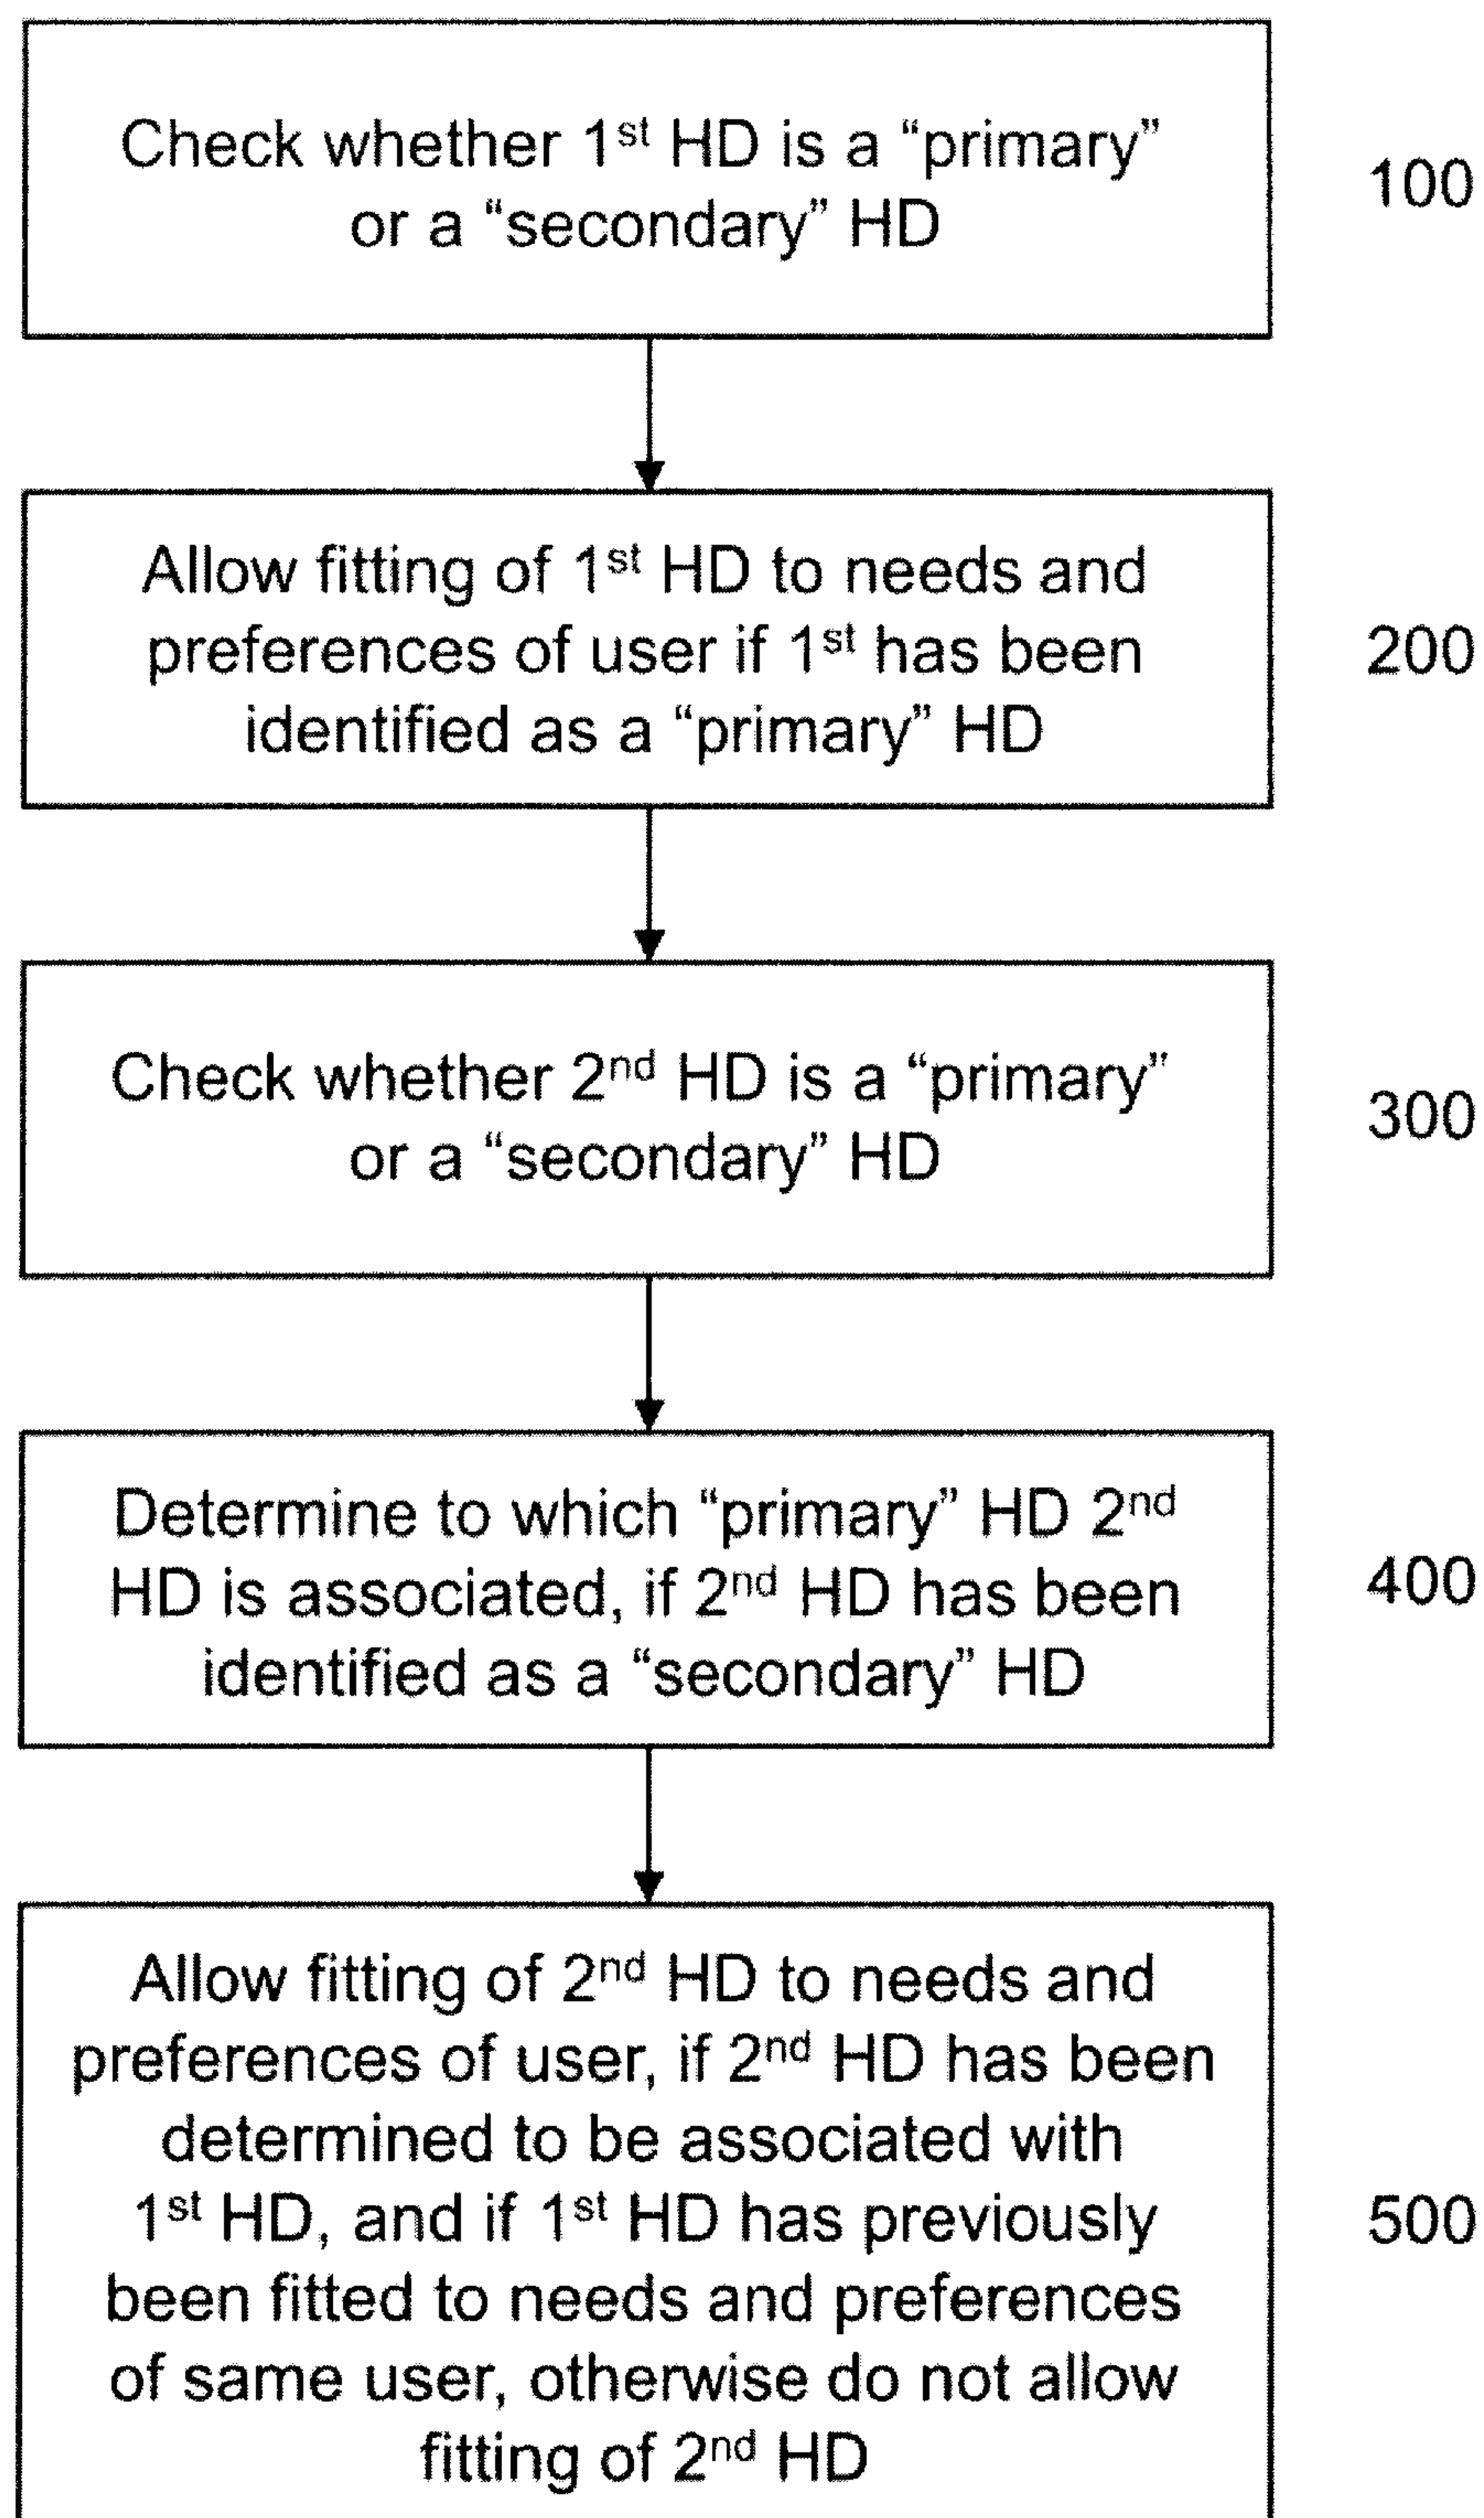 Check whether 1st HD is a “primary”
or a “secondary” HD
100
Allow fitting of 1st HD to needs and
preferences of user if 1st has been
identified as a “primary” HD
200
Check whether 2nd HD is a “primary”
or a “secondary” HD
300
Determine to which “primary” HD 2nd
HD is associated, if 2nd HD has been
identified as a “secondary” HD
400
Allow fitting of 2nd HD to needs and
preferences of user, if 2nd HD has been
determined to be associated with
1st HD, and if 1st HD has previously
been fitted to needs and preferences
of same user, otherwise do not allow
fitting of 2nd HD
500